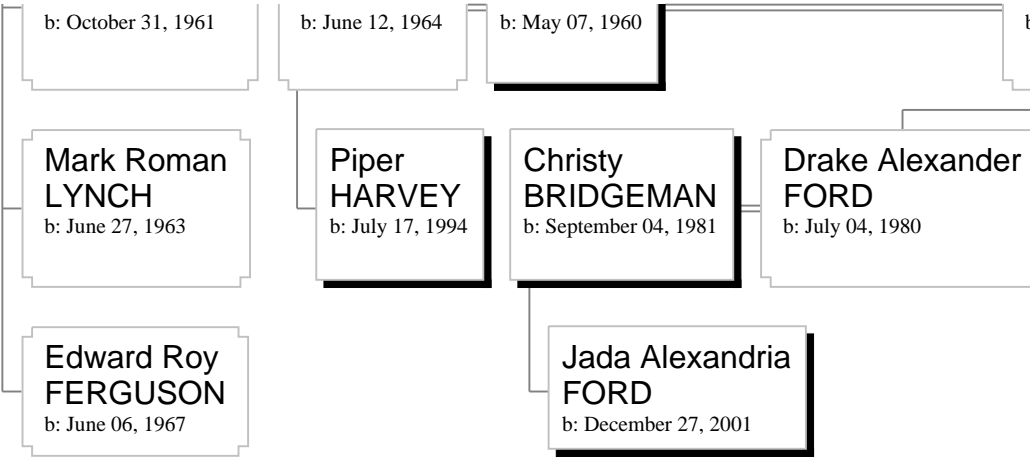 b: October 31, 1961
b: June 12, 1964
b: May 07, 1960
Mark Roman
LYNCH
b: June 27, 1963
Piper
HARVEY
b: July 17, 1994
Christy
BRIDGEMAN
b: September 04, 1981
Drake Alexander
FORD
b: July 04, 1980
Edward Roy
FERGUSON
b: June 06, 1967
Jada Alexandria
FORD
b: December 27, 2001